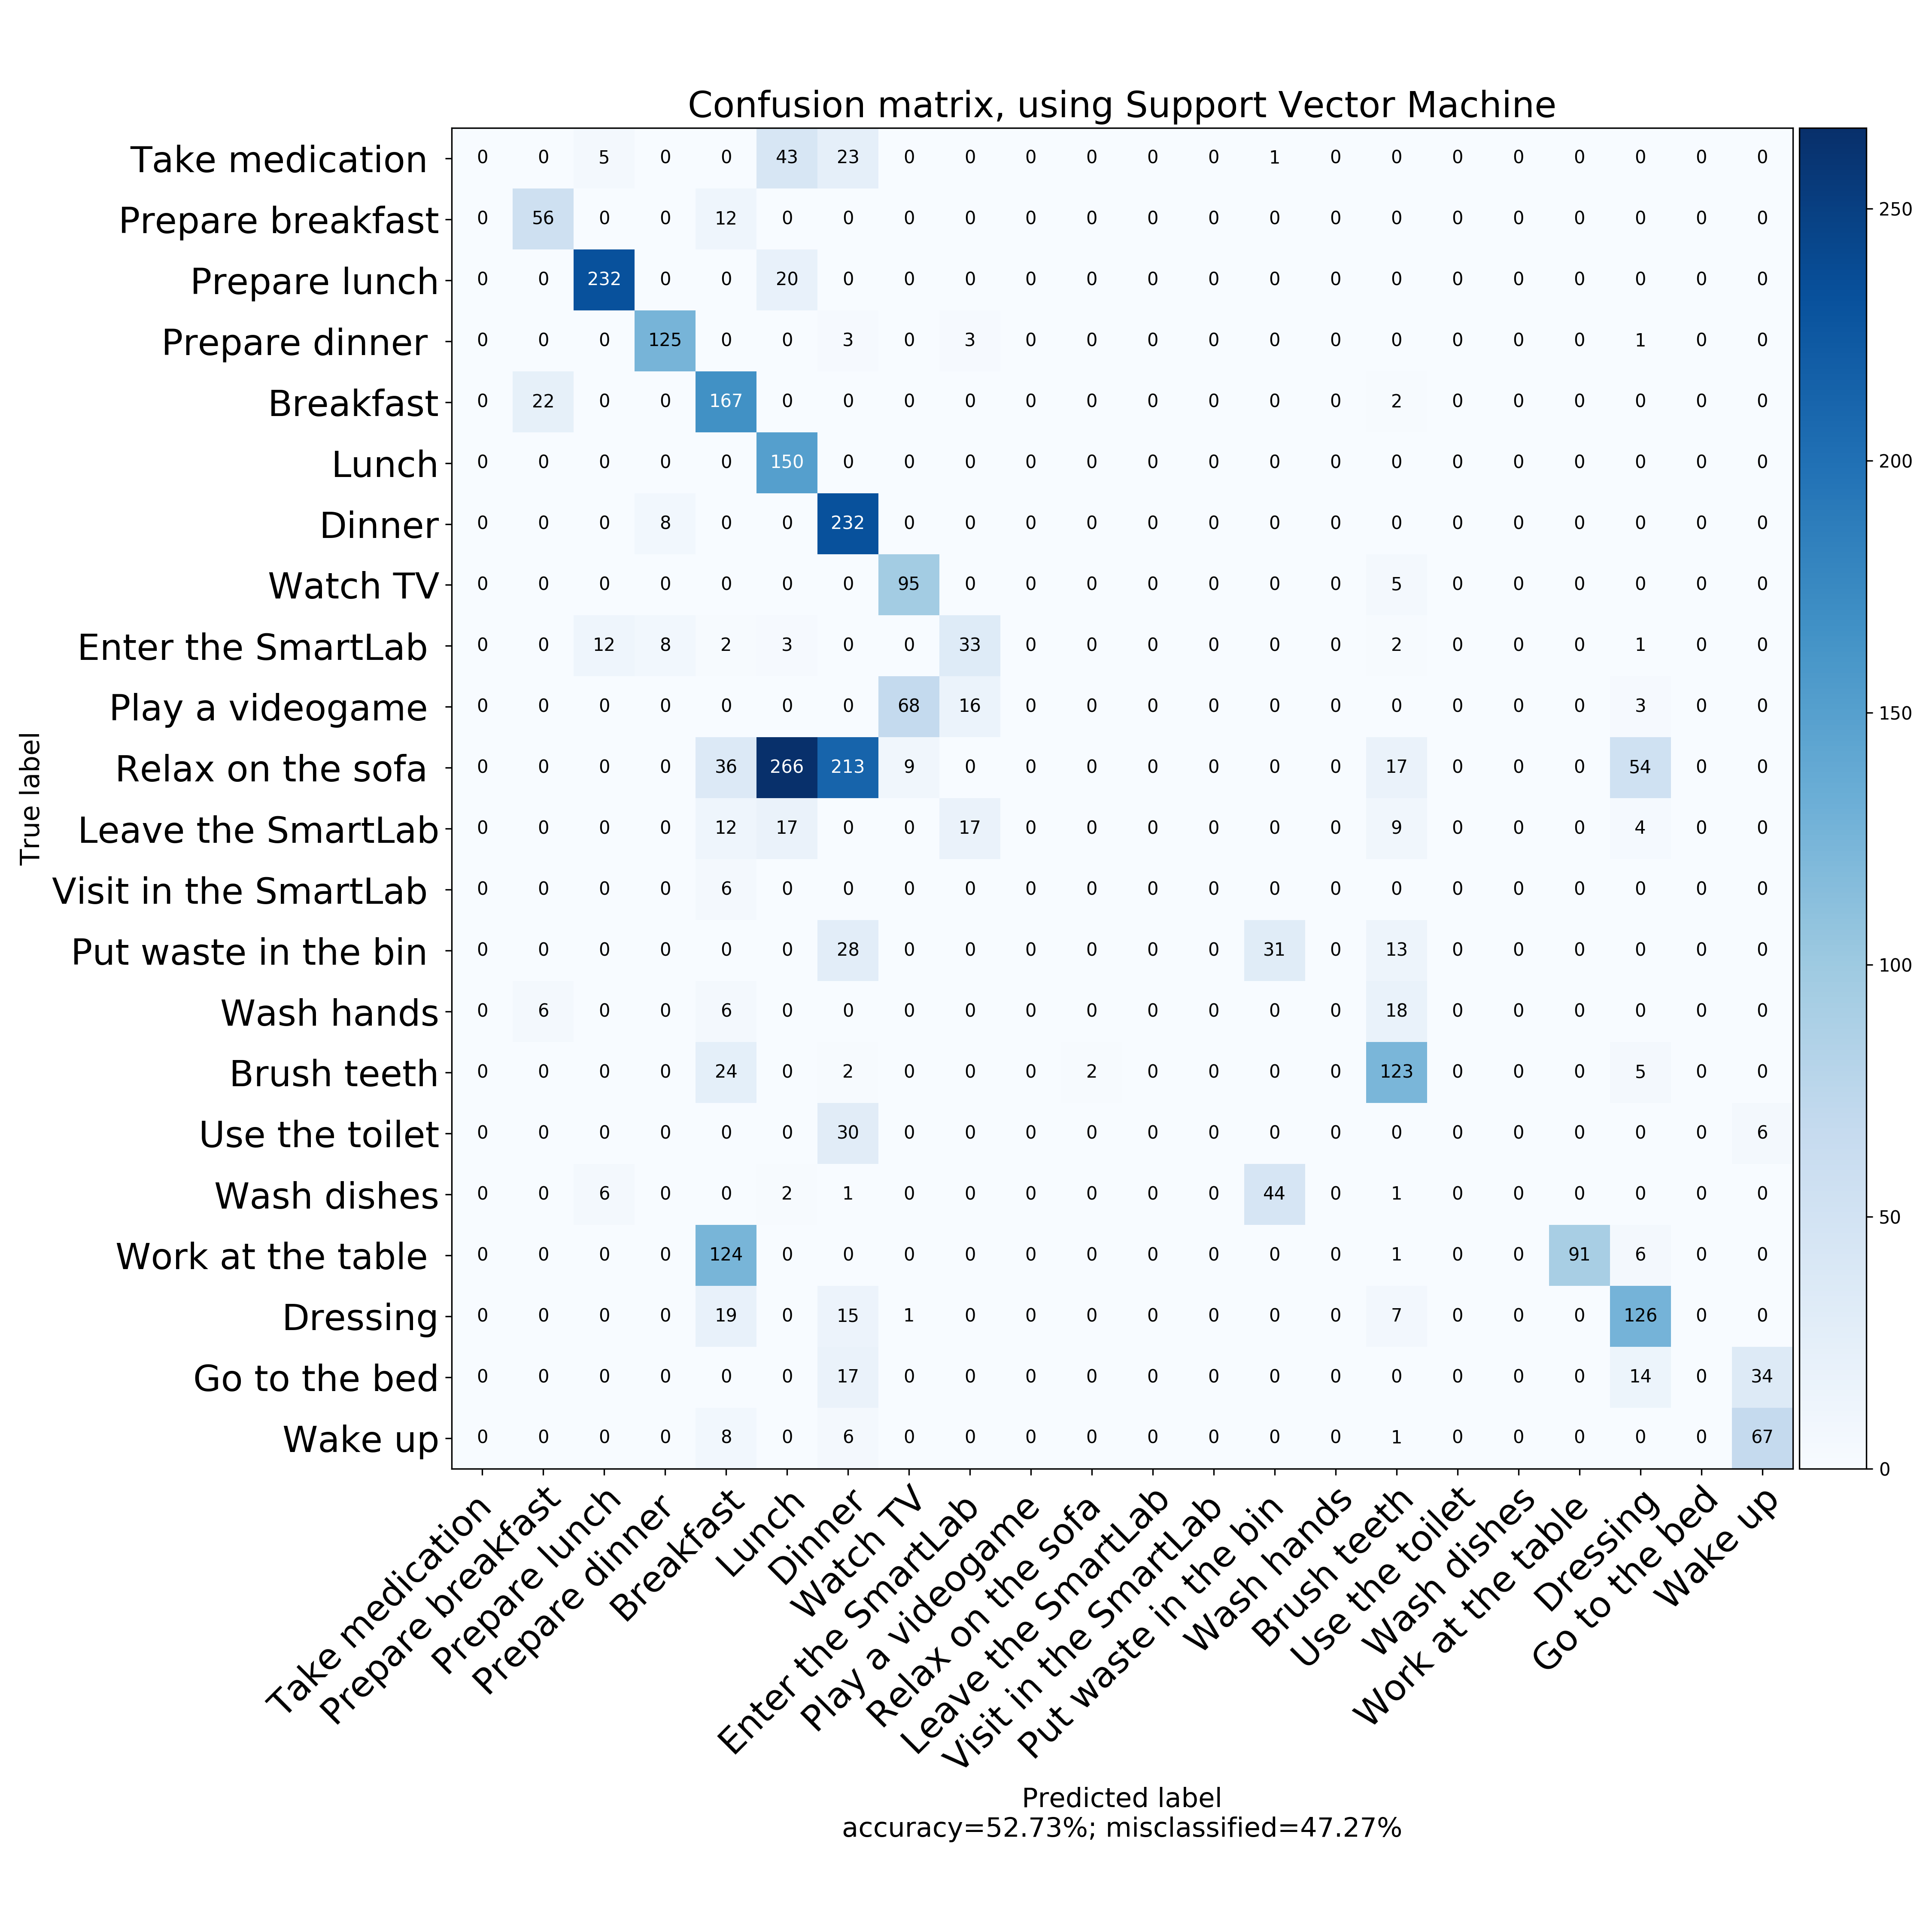 Confusion matrix, using Support Vector Machine
Take medication 0 0 5 0 0 43 23 0 0 0 0 0 0 1 0 0 0 0 0 0 0 0
Prepare breakfast 0 56 0 0 12 0 0 0 0 0 0 0 0 0 0 0 0 0 0 0 0 0
Prepare lunch 0 0 232 0 0 20 0 0 0 0 0 0 0 0 0 0 0 0 0 0 0 0
Prepare dinner 0 0 0 125 0 0 3 0 3 0 0 0 0 0 0 0 0 0 0 1 0 0
Breakfast 0 22 0 0 167 0 0 0 0 0 0 0 0 0 0 2 0 0 0 0 0 0
Lunch 0 0 0 0 0 150 0 0 0 0 0 0 0 0 0 0 0 0 0 0 0 0
Dinner 0 0 0 8 0 0 232 0 0 0 0 0 0 0 0 0 0 0 0 0 0 0
Watch TV 0 0 0 0 0 0 0 95 0 0 0 0 0 0 0 5 0 0 0 0 0 0
Enter the SmartLab 0 0 12 8 2 3 0 0 33 0 0 0 0 0 0 2 0 0 0 1 0 0
Play a videogame 0 0 0 0 0 0 0 68 16 0 0 0 0 0 0 0 0 0 0 3 0 0
Relax on the sofa 0 0 0 0 36 266 213 9 0 0 0 0 0 0 0 17 0 0 0 54 0 0
Leave the SmartLab 0 0 0 0 12 17 0 0 17 0 0 0 0 0 0 9 0 0 0 4 0 0
Visit in the SmartLab 0 0 0 0 6 0 0 0 0 0 0 0 0 0 0 0 0 0 0 0 0 0
Put waste in the bin 0 0 0 0 0 0 28 0 0 0 0 0 0 31 0 13 0 0 0 0 0 0
Wash hands 0 6 0 0 6 0 0 0 0 0 0 0 0 0 0 18 0 0 0 0 0 0
Brush teeth 0 0 0 0 24 0 2 0 0 0 2 0 0 0 0 123 0 0 0 5 0 0
Use the toilet 0 0 0 0 0 0 30 0 0 0 0 0 0 0 0 0 0 0 0 0 0 6
Wash dishes 0 0 6 0 0 2 1 0 0 0 0 0 0 44 0 1 0 0 0 0 0 0
Work at the table 0 0 0 0 124 0 0 0 0 0 0 0 0 0 0 1 0 0 91 6 0 0
Dressing 0 0 0 0 19 0 15 1 0 0 0 0 0 0 0 7 0 0 0 126 0 0
Go to the bed 0 0 0 0 0 0 17 0 0 0 0 0 0 0 0 0 0 0 0 14 0 34
Wake up 0 0 0 0 8 0 6 0 0 0 0 0 0 0 0 1 0 0 0 0 0 67
True label
250
200
150
100
50
0
Take medication
Prepare breakfast
Prepare lunch
Prepare dinner
Breakfast
Lunch
Dinner
Watch TV
Enter the SmartLab
Play a videogame
Relax on the sofa
Leave the SmartLab
Visit in the SmartLab
Put waste in the bin
Wash hands
Brush teeth
Use the toilet
Wash dishes
Work at the table
Dressing
Go to the bed
Wake up
Predicted label
accuracy=52.73%; misclassified=47.27%